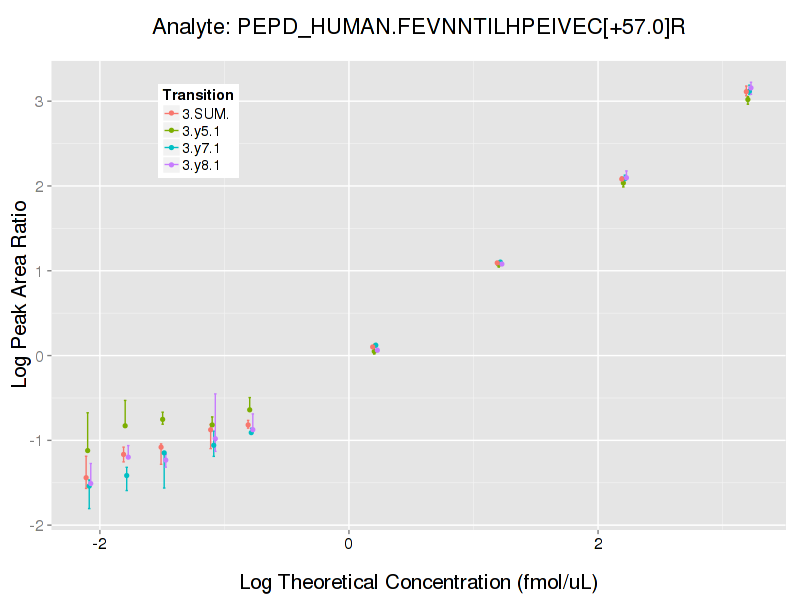 Analyte: PEPD_HUMAN.FEVNNTILHPEIVEC[+57.0]R
Transition
3.SUM.
3.y5.1
3.y7.1
3.y8.1
Log Peak Area Ratio
3
2
1
0
-1
-2
-2 0 2
Log Theoretical Concentration (fmol/uL)